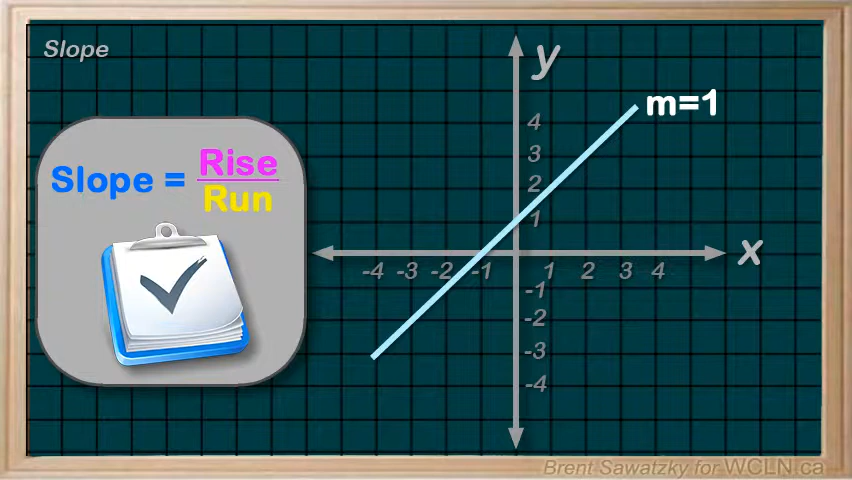 Slope
y
m=1
Slope = Rise
Run
4
3
2
1
x
-4 -3 -2 -1 1 2 3 4
-1
-2
-3
-4
Brent Sawatzky for WCLN.ca